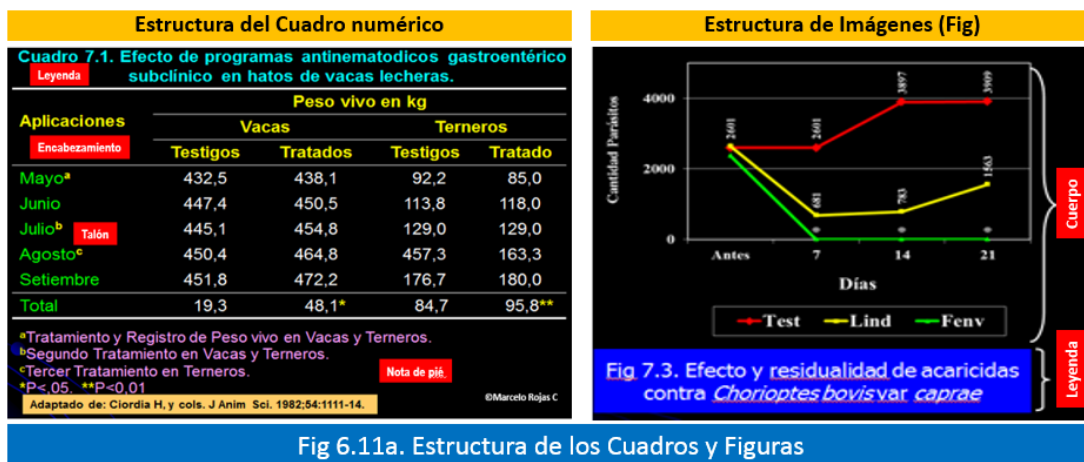 Estructura del Cuadro numérico
Cuadro 7.1. Efecto de programas antinematodicos gastroentérico
Leyenda
subclínico en hatos de vacas lecheras.
Peso vivo en kg
Aplicaciones
Vacas Terneros
Encabezamiento
Testigos Tratados Testigos Tratado
Mayoᵃ 432,5 438,1 92,2 85,0
Junio 447,4 450,5 113,8 118,0
Julioᵇ 445,1 454,8 129,0 129,0
Talón
Agostoᶜ 450,4 464,8 457,3 163,3
Setiembre 451,8 472,2 176,7 180,0
Total 19,3 48,1* 84,7 95,8**
ᵃTratamiento y Registro de Peso vivo en Vacas y Terneros.
ᵇSegundo Tratamiento en Vacas y Terneros.
ᶜTercer Tratamiento en Terneros.
Nota de pié.
*P<,05. **P<0,01
©Marcelo Rojas C
Adaptado de: Ciordia H, y cols. J Anim Sci. 1982;54:1111-14.
Estructura de Imágenes (Fig)
Cantidad Parásitos
4000
2000
0
2601
2601
3897
3909
681
783
1563
0
0
0
Antes 7 14 21
Días
Test Lind Fenv
Cuerpo
Fig 7.3. Efecto y residualidad de acaricidas
contra Chorioptes bovis var caprae
Leyenda
Fig 6.11a. Estructura de los Cuadros y Figuras